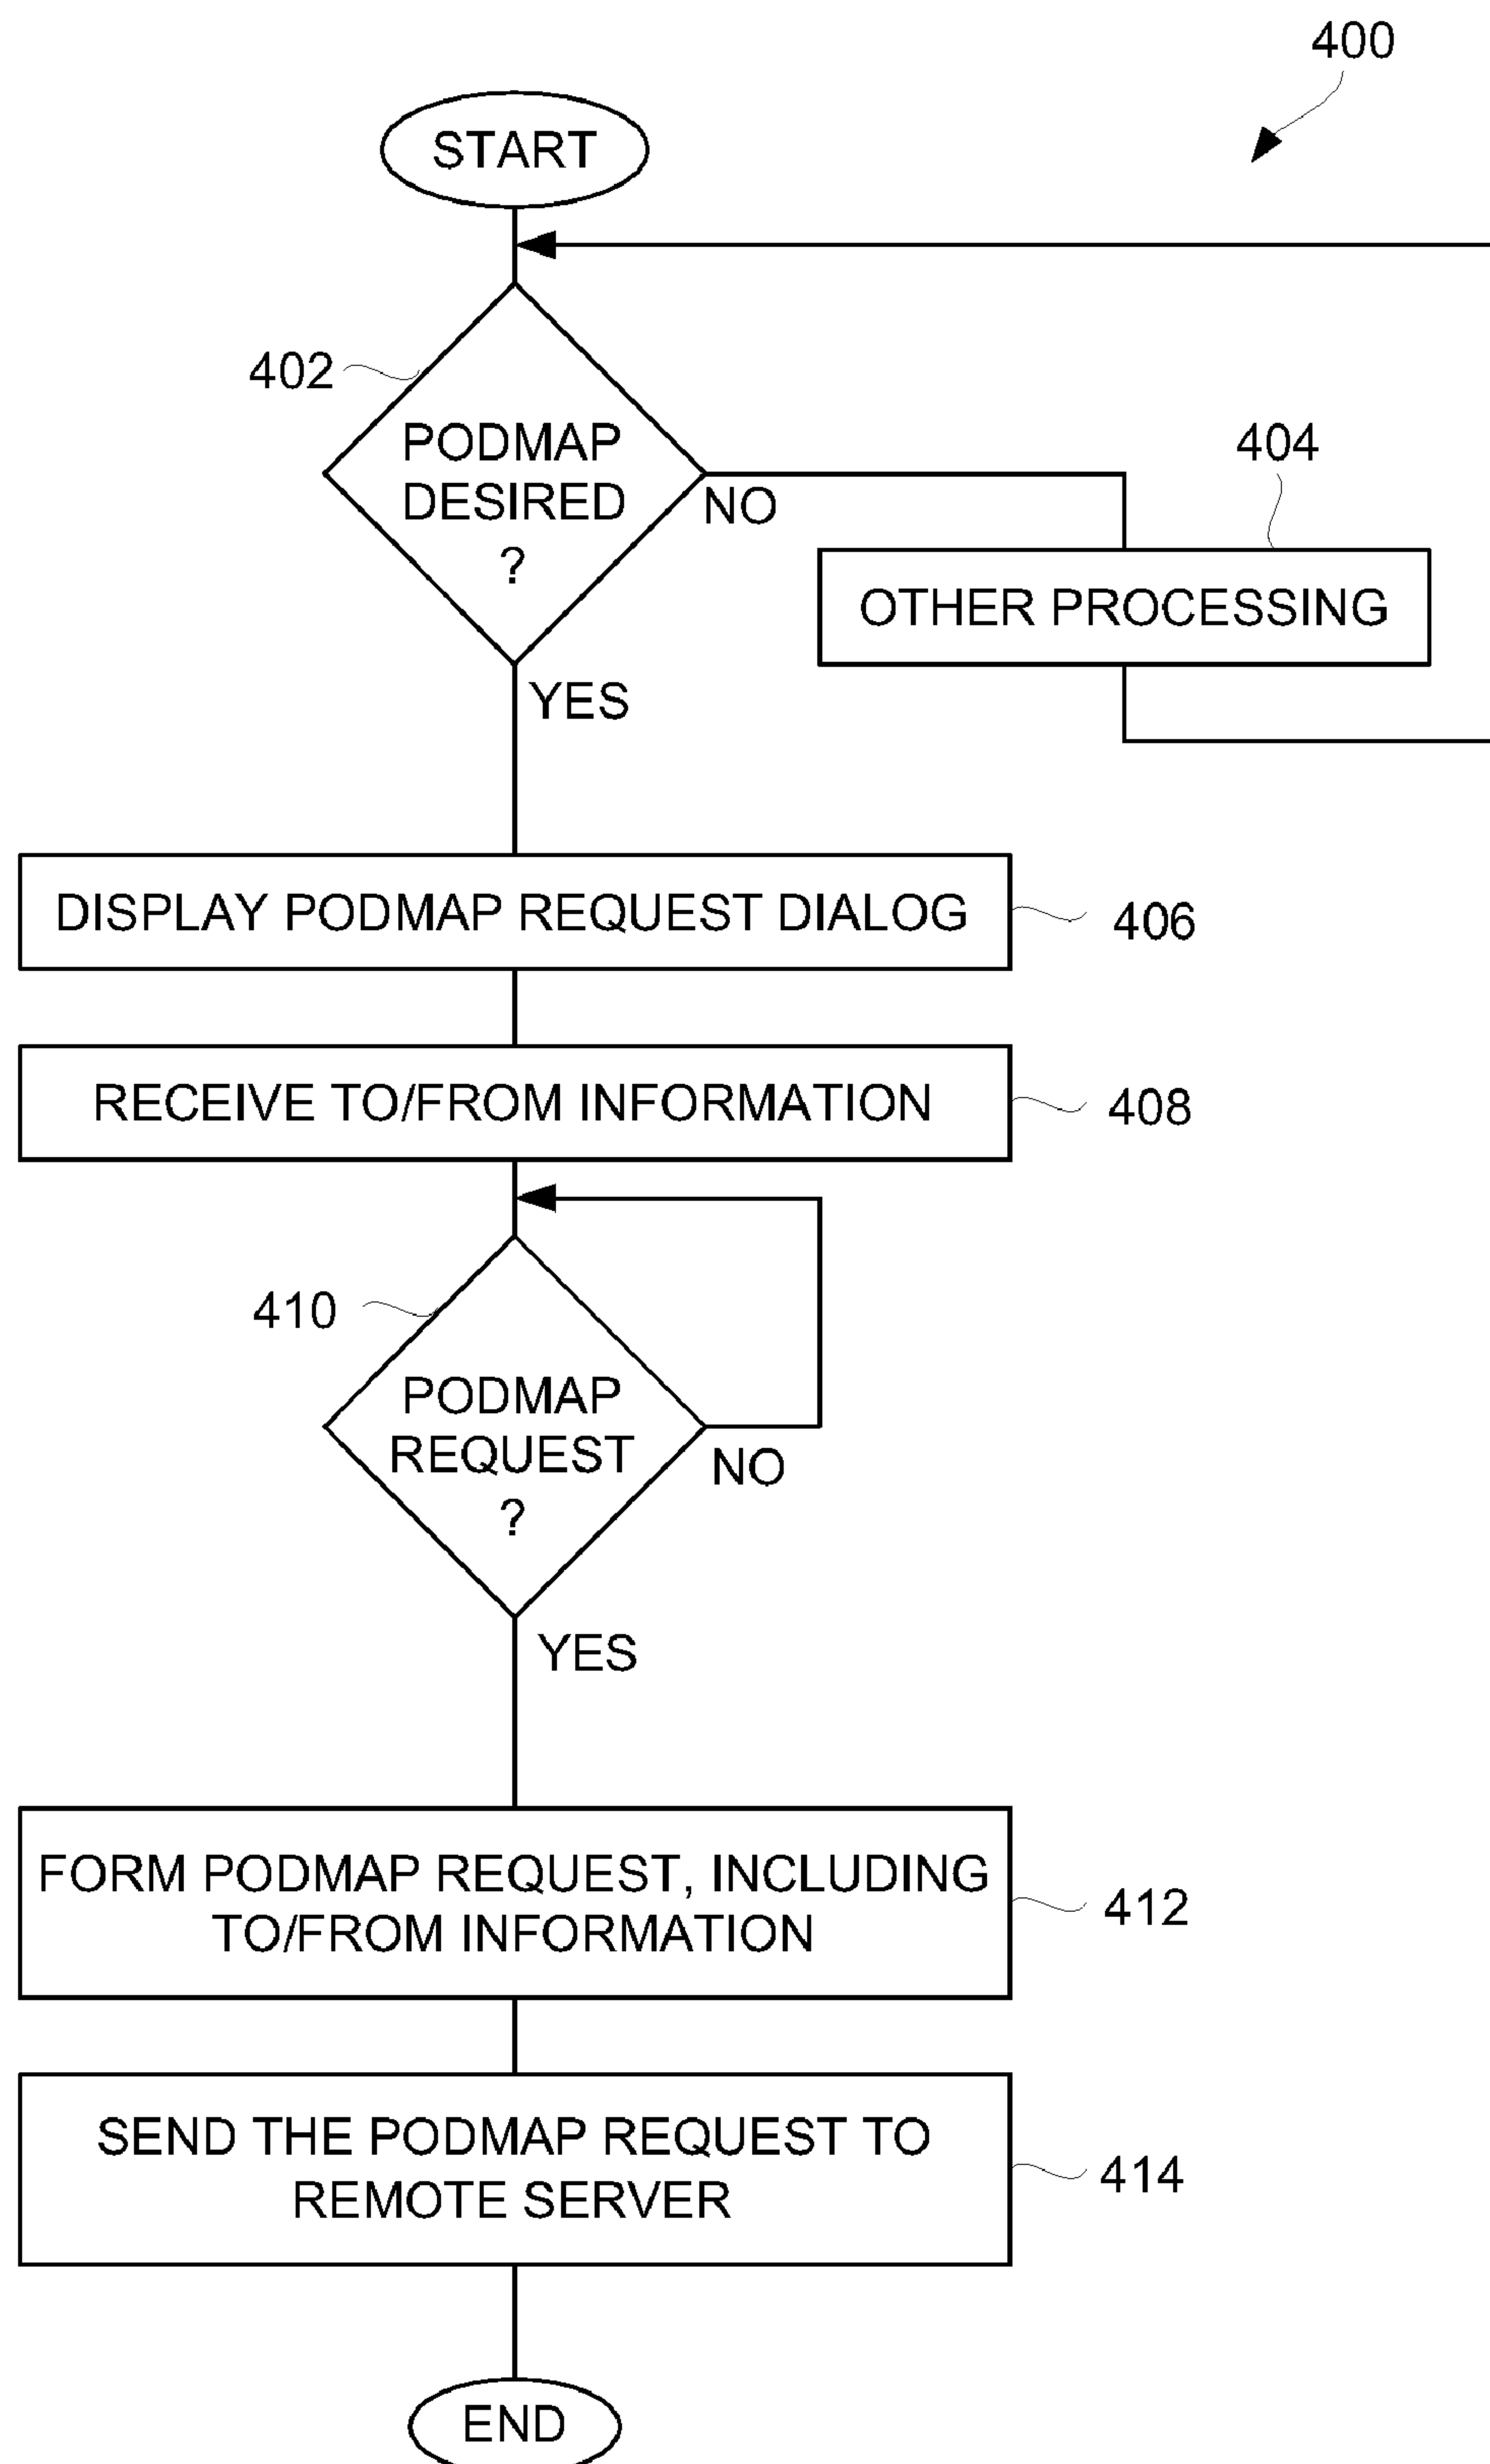 400
START
402
PODMAP
DESIRED
?
NO
404
OTHER PROCESSING
YES
DISPLAY PODMAP REQUEST DIALOG
406
RECEIVE TO/FROM INFORMATION
408
410
PODMAP
REQUEST
?
NO
YES
FORM PODMAP REQUEST, INCLUDING
TO/FROM INFORMATION
412
SEND THE PODMAP REQUEST TO
REMOTE SERVER
414
END